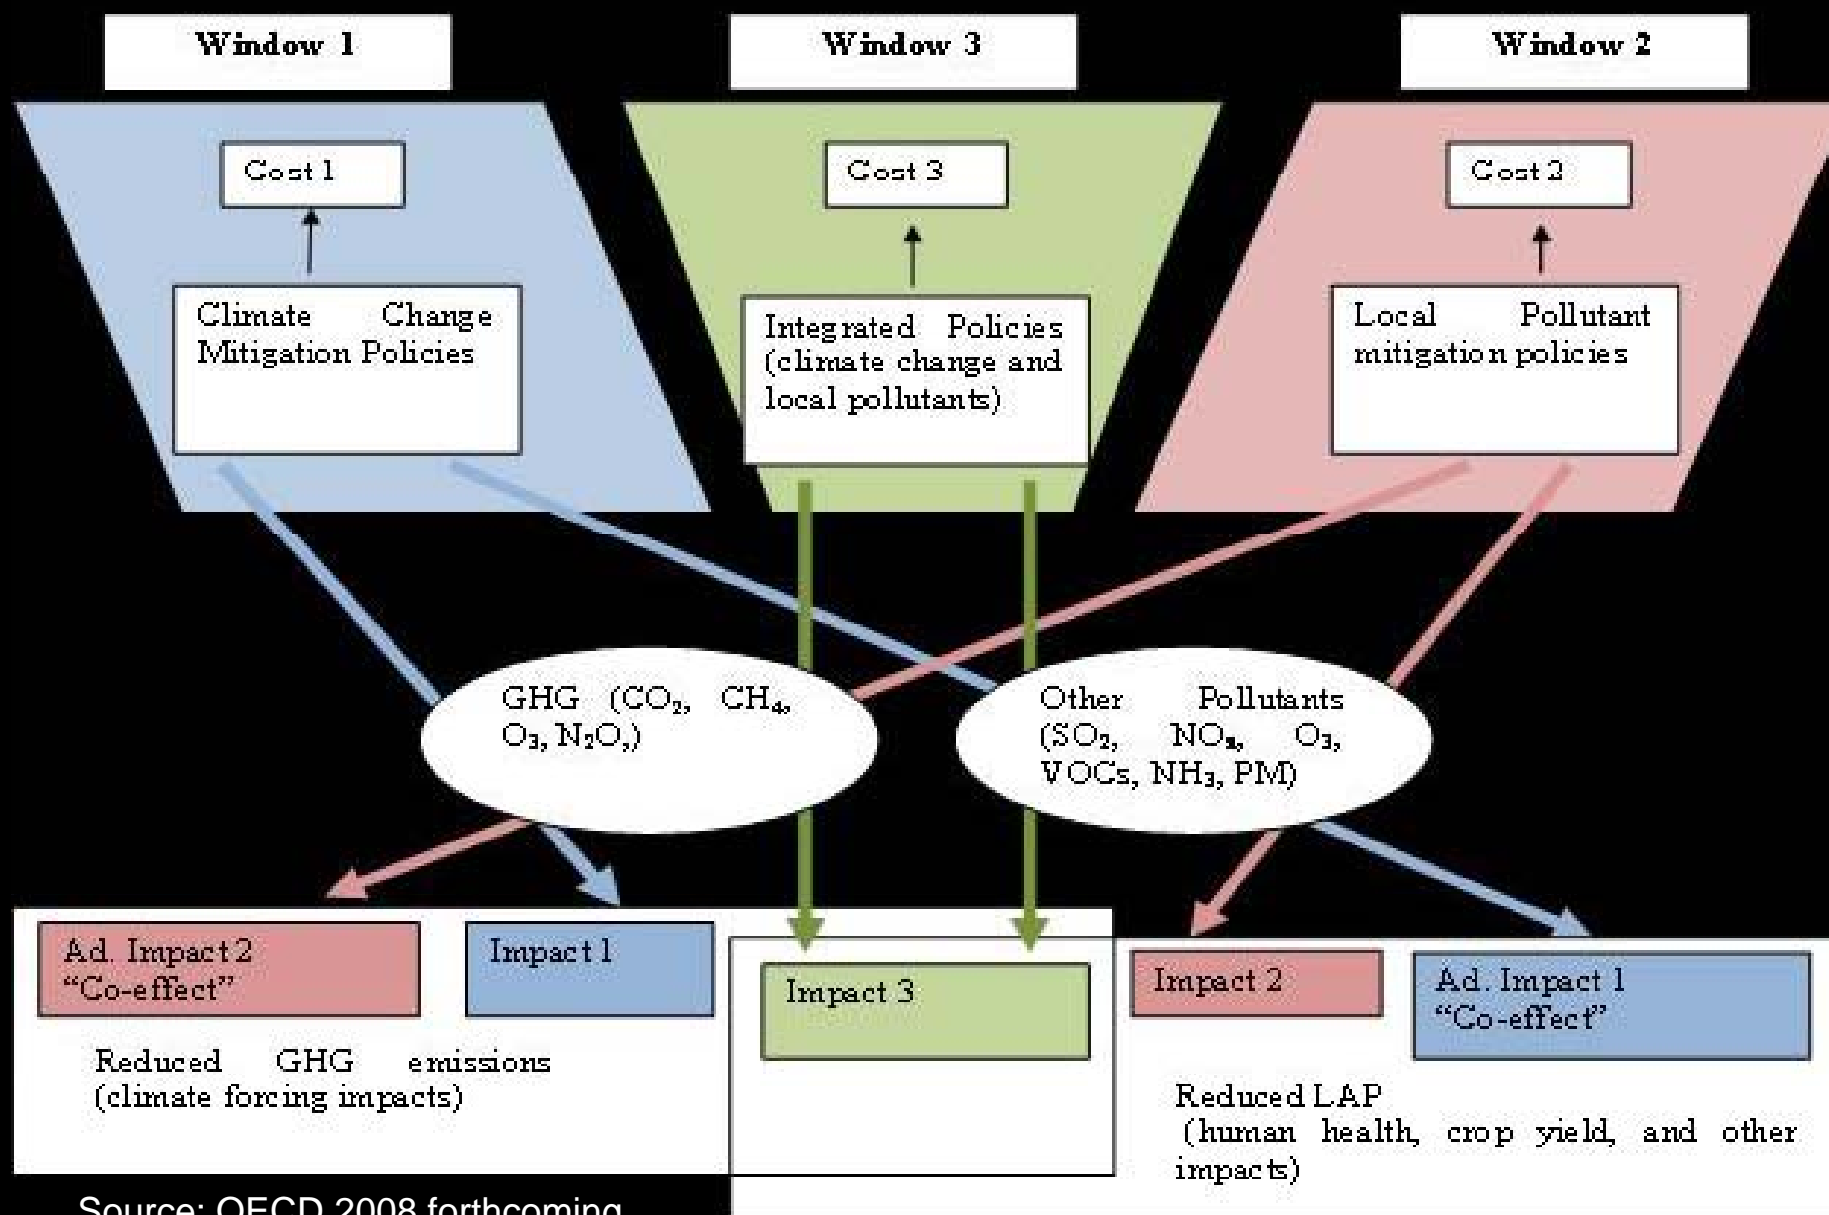 Window 1
Window 3
Window 2
Cost 1
Cost 3
Cost 2
Climate Change
Mitigation Policies
Integrated Policies
(climate change and
local pollutants)
Local Pollutant
mitigation policies
GHG (CO₂, CH₄,
O₃, N₂O,)
Other Pollutants
(SO₂, NOₓ, O₃,
VOCs, NH₃, PM)
Ad. Impact 2
“Co-effect”
Impact 1
Impact 3
Impact 2
Ad. Impact 1
“Co-effect”
Reduced GHG emissions
(climate forcing impacts)
Reduced LAP
(human health, crop yield, and other
impacts)
Source: OECD 2008 forthcoming